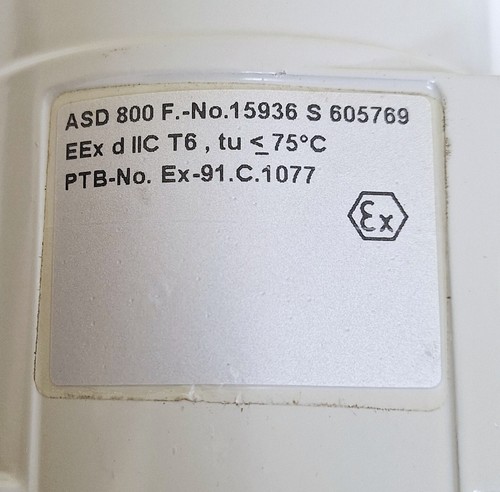 ASD 800 F.-No.15936 S 605769
EEx d IIC T6 , tu ≤ 75°C
PTB-No. Ex-91.C.1077
Ex